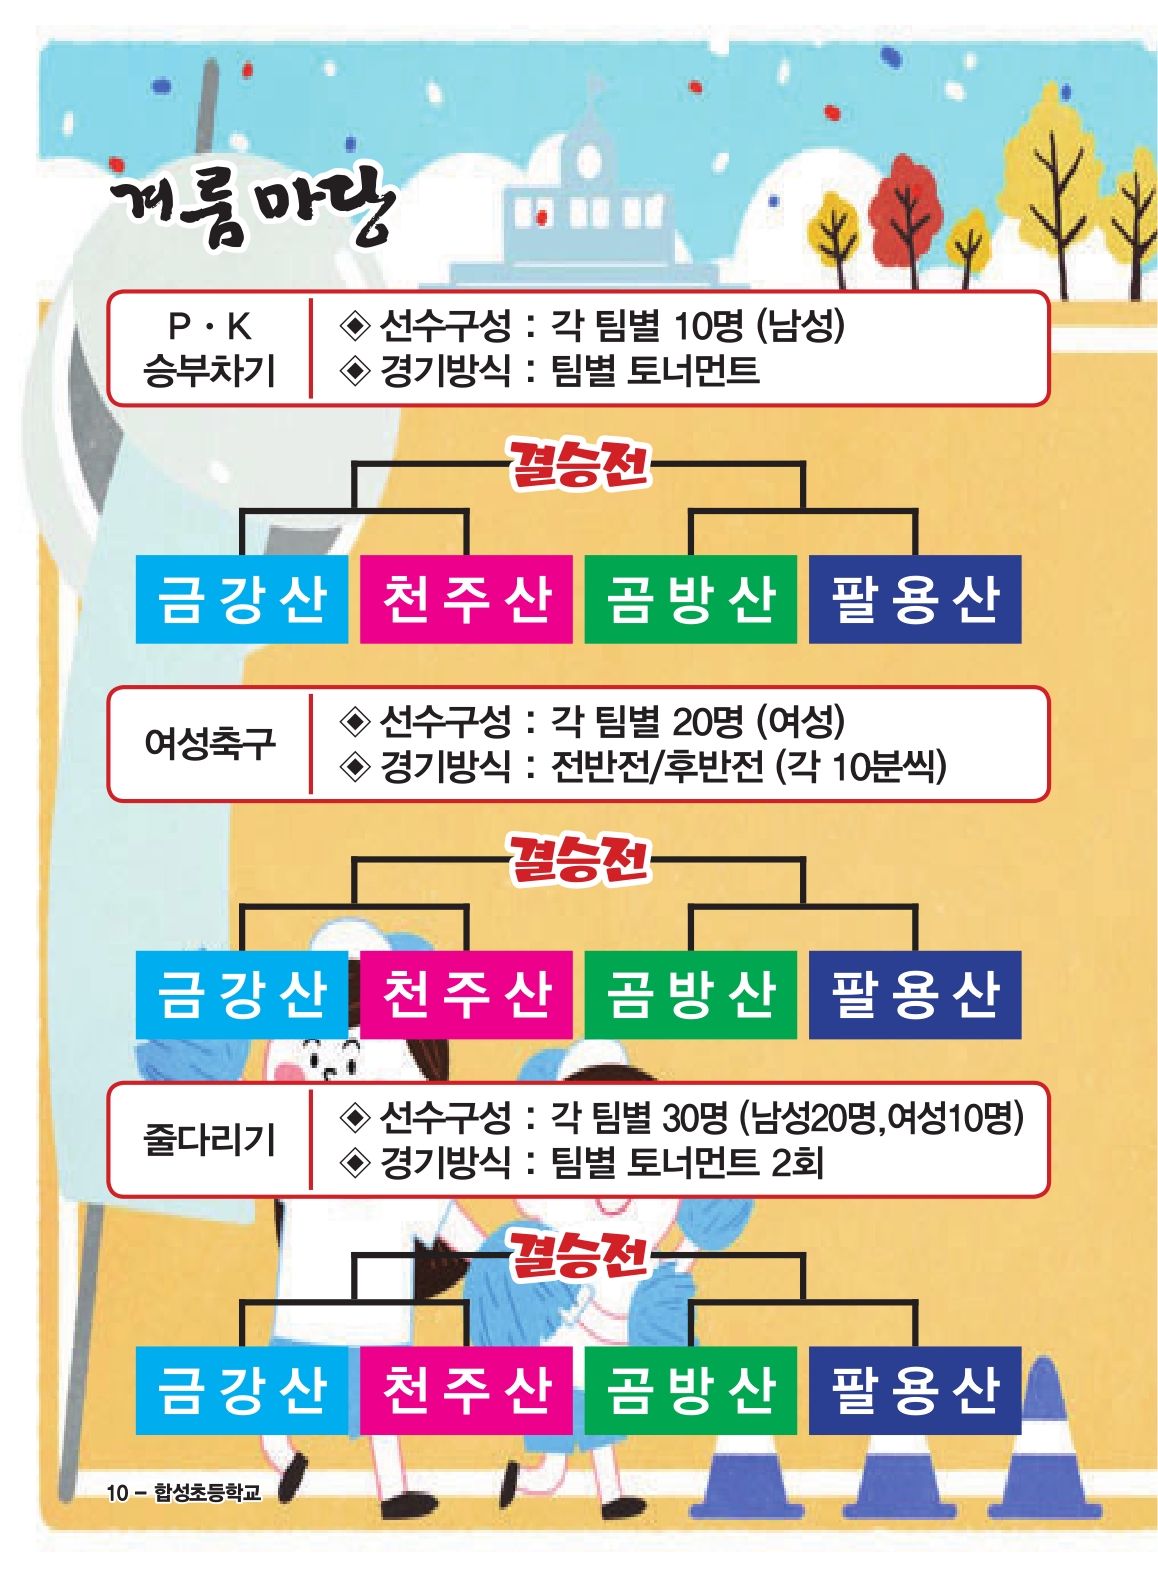 겨룸마당
P · K
승부차기
◈ 선수구성 : 각 팀별 10명 (남성)
◈ 경기방식 : 팀별 토너먼트
결승전
금강산 천주산 곰방산 팔용산
여성축구
◈ 선수구성 : 각 팀별 20명 (여성)
◈ 경기방식 : 전반전/후반전 (각 10분씩)
결승전
금강산 천주산 곰방산 팔용산
줄다리기
◈ 선수구성 : 각 팀별 30명 (남성20명,여성10명)
◈ 경기방식 : 팀별 토너먼트 2회
결승전
금강산 천주산 곰방산 팔용산
10 - 합성초등학교